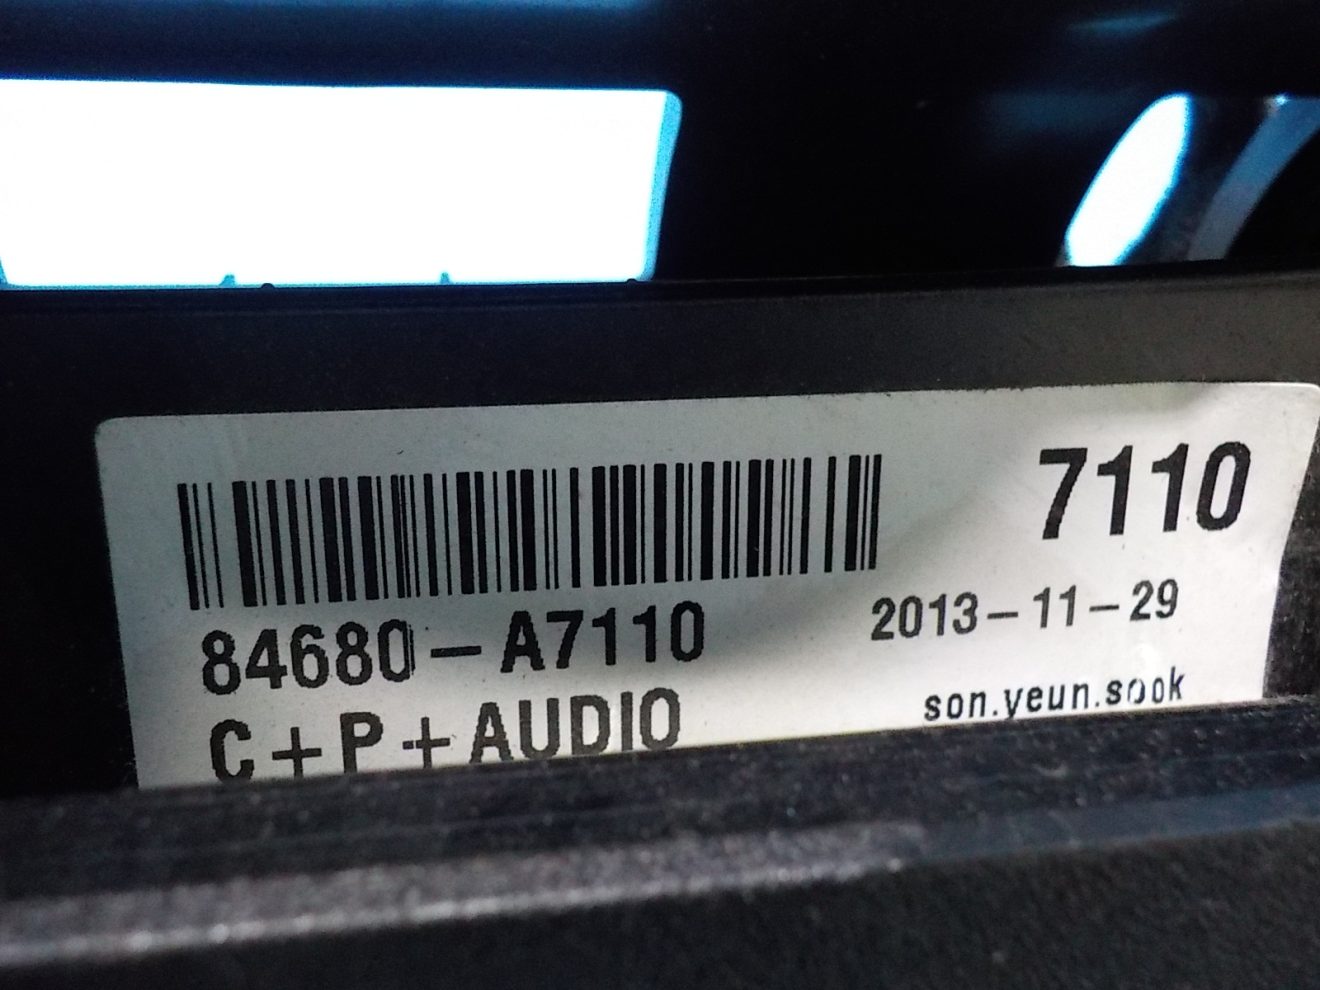 7110
84680-A7110
2013-11-29
C+P+AUDIO
son.yeun.sook